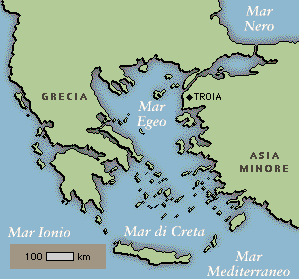 Mar
Nero
GRECIA
TROIA
Mar
Egeo
ASIA
MINORE
Mar Ionio
Mar di Creta
100 km
Mar
Mediterraneo